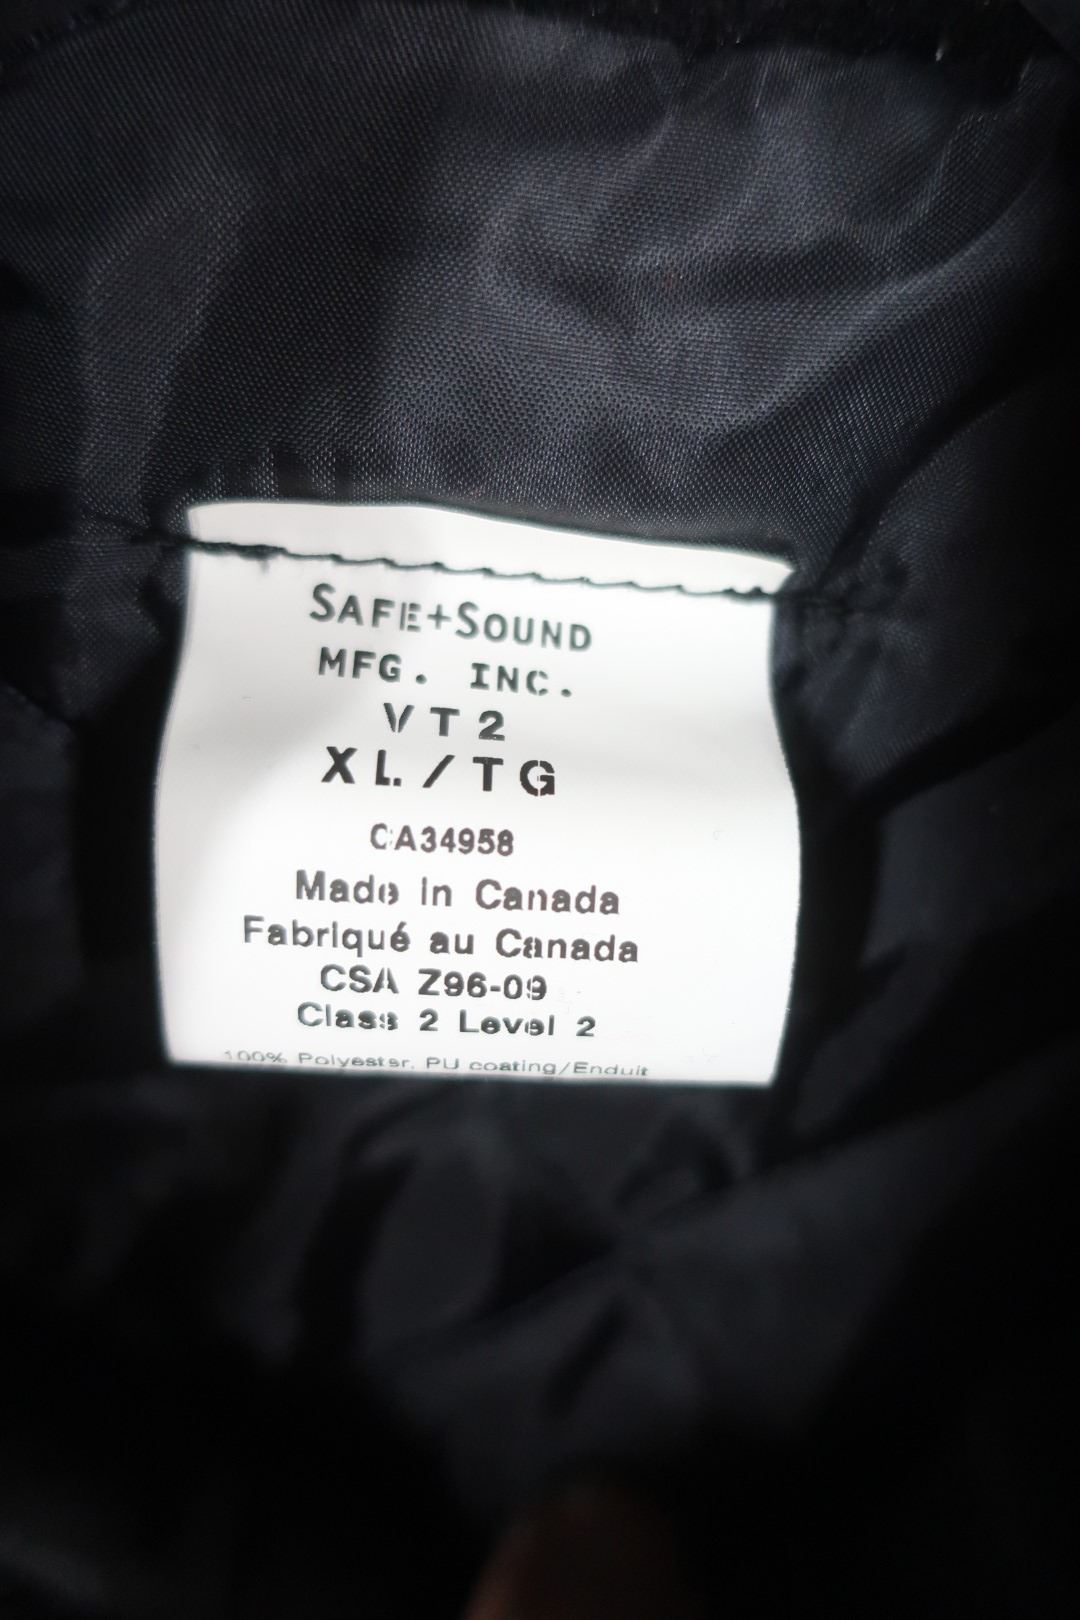 SAFE+SOUND
MFG. INC.
VT2
XL/TG
CA34958
Made in Canada
Fabriqué au Canada
CSA Z96-09
Class 2 Level 2
100% Polyester, PU coating/Enduit